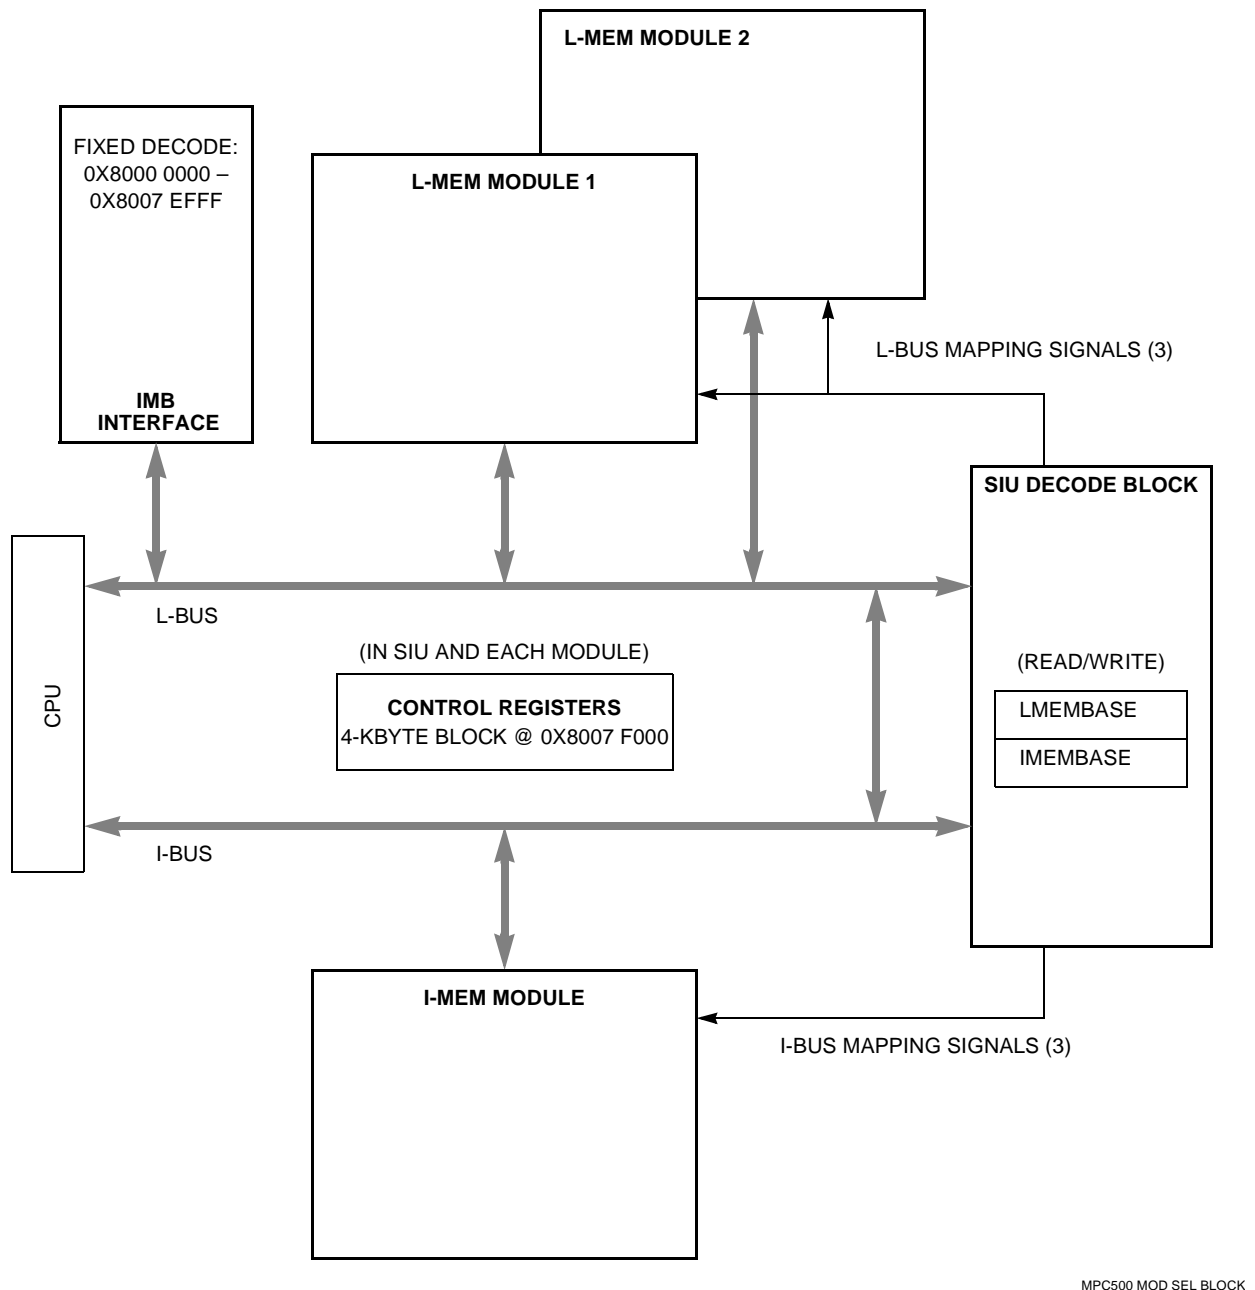 L-MEM MODULE 2
FIXED DECODE:
0X8000 0000 –
0X8007 EFFF
L-MEM MODULE 1
L-BUS MAPPING SIGNALS (3)
IMB
INTERFACE
SIU DECODE BLOCK
L-BUS
(IN SIU AND EACH MODULE)
CONTROL REGISTERS
4-KBYTE BLOCK @ 0X8007 F000
(READ/WRITE)
LMEMBASE
IMEMBASE
CPU
I-BUS
I-MEM MODULE
I-BUS MAPPING SIGNALS (3)
MPC500 MOD SEL BLOCK